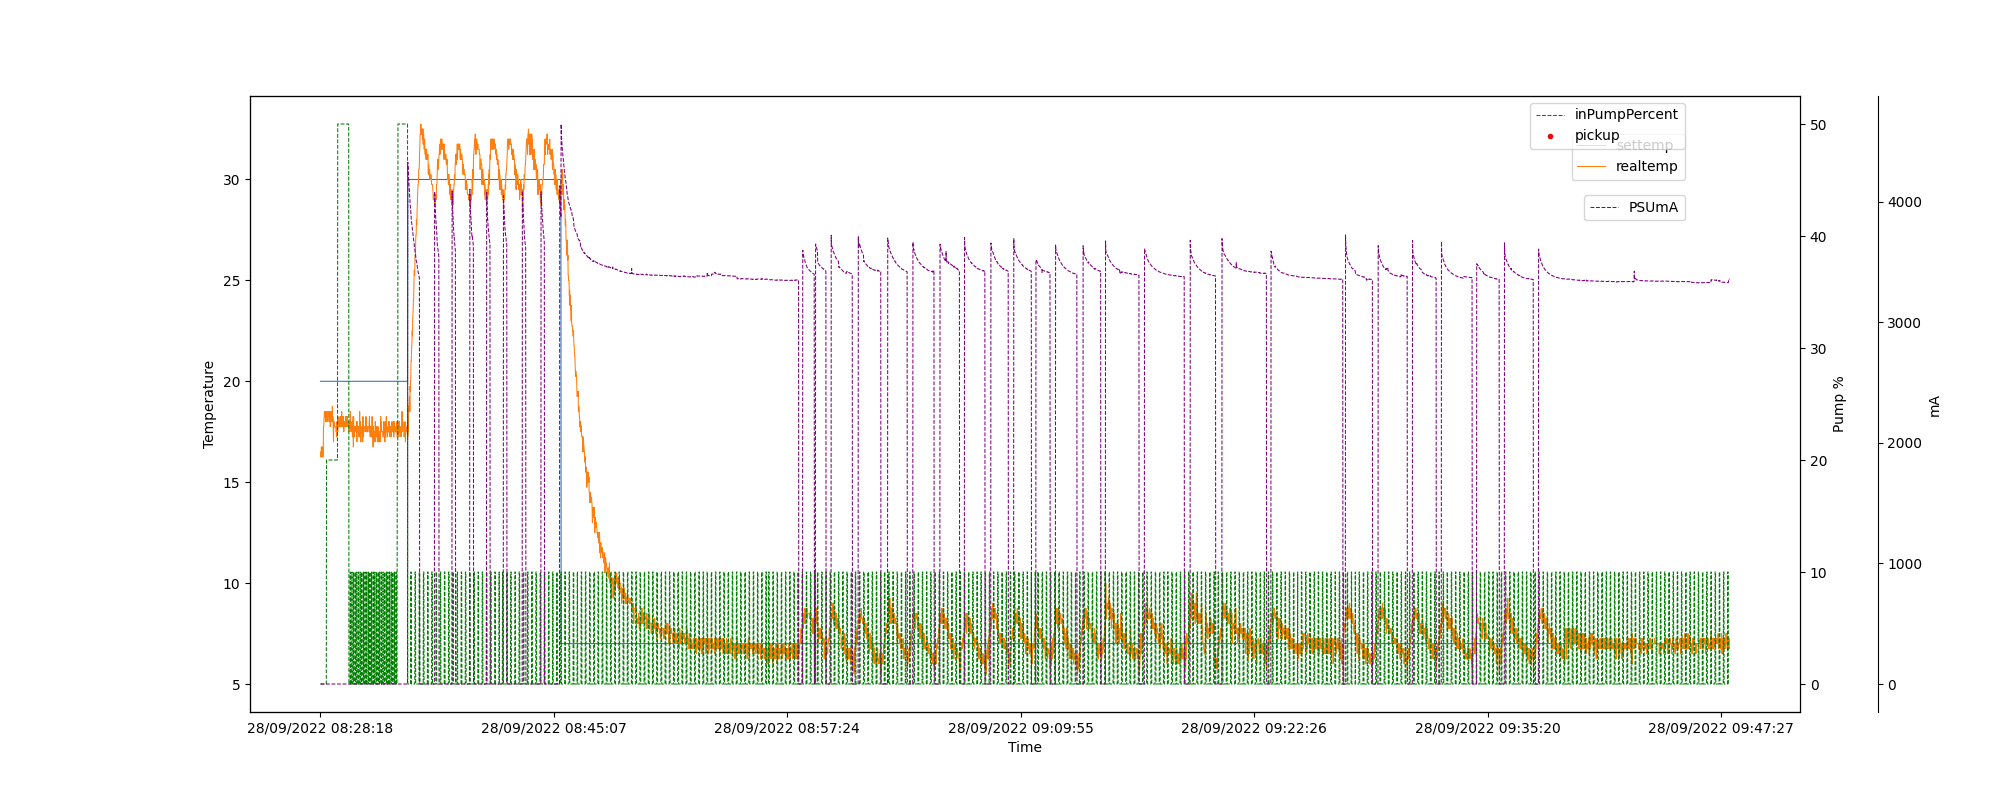 inPumpPercent
pickup
settemp
realtemp
PSUmA
Temperature
30
25
20
15
10
5
50
40
30
20
10
0
Pump %
4000
3000
2000
1000
0
mA
28/09/2022 08:28:18
28/09/2022 08:45:07
28/09/2022 08:57:24
28/09/2022 09:09:55
28/09/2022 09:22:26
28/09/2022 09:35:20
28/09/2022 09:47:27
Time